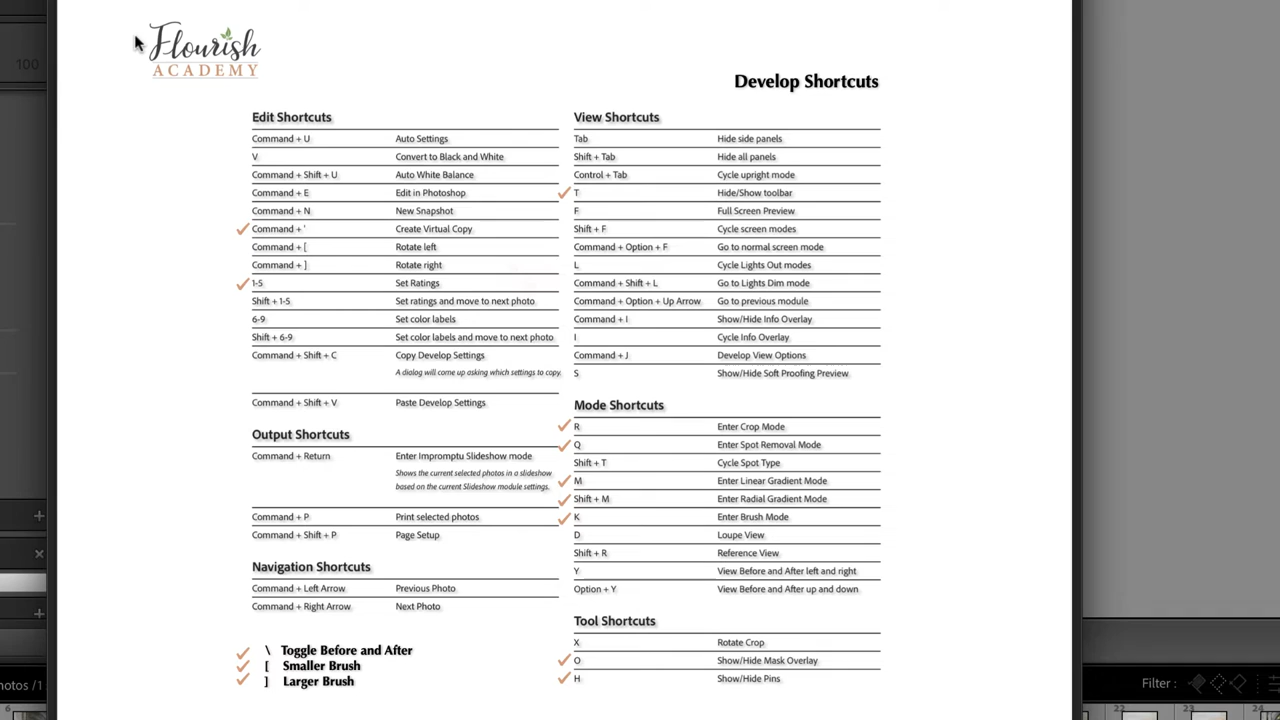 Flourish
ACADEMY
100
Develop Shortcuts
Edit Shortcuts
Command + U Auto Settings
V Convert to Black and White
Command + Shift + U Auto White Balance
Command + E Edit in Photoshop
Command + N New Snapshot
Command + ' Create Virtual Copy
Command + [ Rotate left
Command + ] Rotate right
1-5 Set Ratings
Shift + 1-5 Set ratings and move to next photo
6-9 Set color labels
Shift + 6-9 Set color labels and move to next photo
Command + Shift + C Copy Develop Settings
A dialog will come up asking which settings to copy.
Command + Shift + V Paste Develop Settings
Output Shortcuts
Command + Return Enter Impromptu Slideshow mode
Shows the current selected photos in a slideshow
based on the current Slideshow module settings.
Command + P Print selected photos
Command + Shift + P Page Setup
Navigation Shortcuts
Command + Left Arrow Previous Photo
Command + Right Arrow Next Photo
\ Toggle Before and After
[ Smaller Brush
] Larger Brush
View Shortcuts
Tab Hide side panels
Shift + Tab Hide all panels
Control + Tab Cycle upright mode
T Hide/Show toolbar
F Full Screen Preview
Shift + F Cycle screen modes
Command + Option + F Go to normal screen mode
L Cycle Lights Out modes
Command + Shift + L Go to Lights Dim mode
Command + Option + Up Arrow Go to previous module
Command + I Show/Hide Info Overlay
I Cycle Info Overlay
Command + J Develop View Options
S Show/Hide Soft Proofing Preview
Mode Shortcuts
R Enter Crop Mode
Q Enter Spot Removal Mode
Shift + T Cycle Spot Type
M Enter Linear Gradient Mode
Shift + M Enter Radial Gradient Mode
K Enter Brush Mode
D Loupe View
Shift + R Reference View
Y View Before and After left and right
Option + Y View Before and After up and down
Tool Shortcuts
X Rotate Crop
O Show/Hide Mask Overlay
H Show/Hide Pins
hotos / 1
Filter :
6
22
23
24